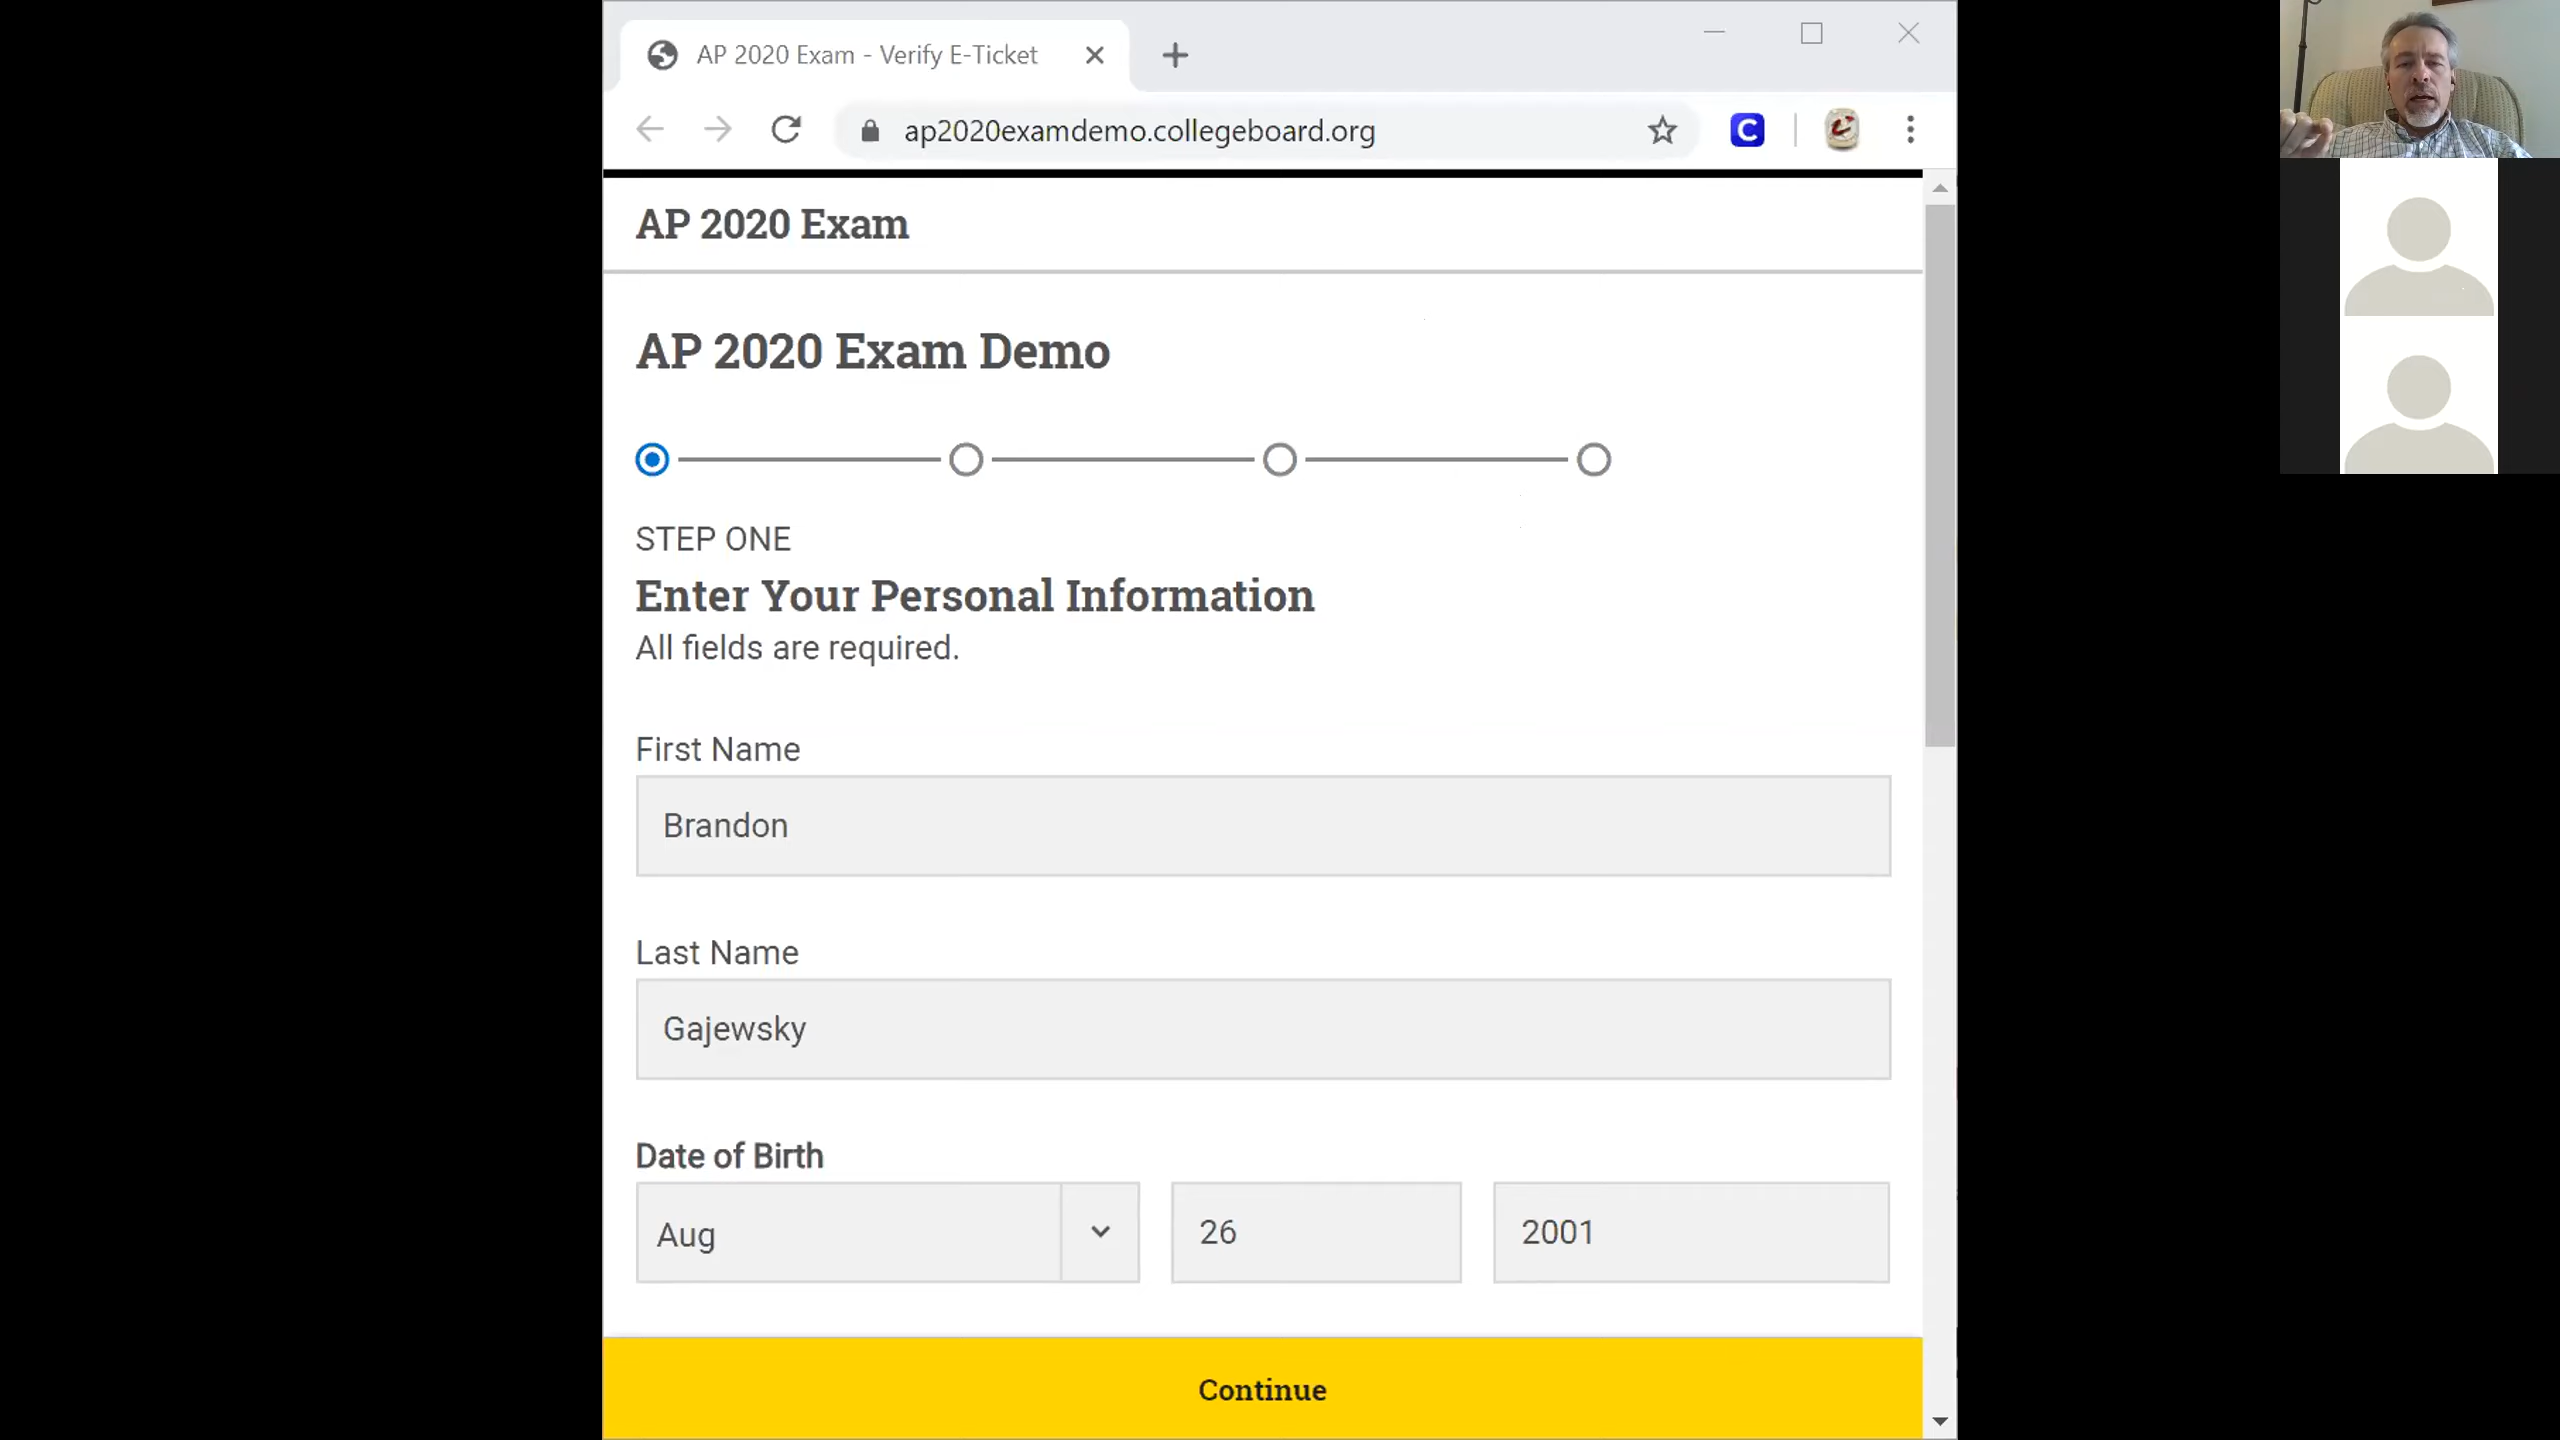 AP 2020 Exam - Verify E-Ticket
ap2020examdemo.collegeboard.org
C
AP 2020 Exam
AP 2020 Exam Demo
STEP ONE
Enter Your Personal Information
All fields are required.
First Name
Brandon
Last Name
Gajewsky
Date of Birth
Aug 26 2001
Continue